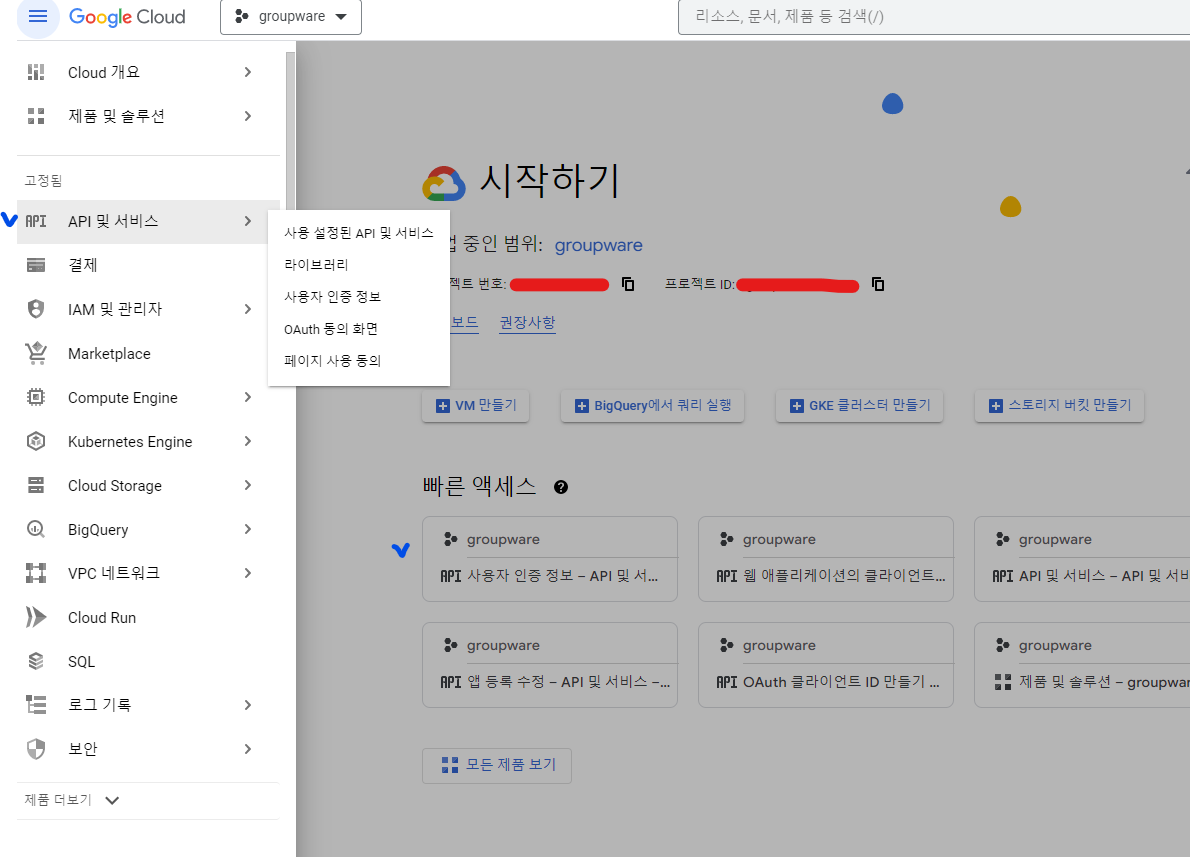 Google Cloud
groupware
리소스, 문서, 제품 등 검색(/)
Cloud 개요
제품 및 솔루션
고정됨
API API 및 서비스
결제
IAM 및 관리자
Marketplace
Compute Engine
Kubernetes Engine
Cloud Storage
BigQuery
VPC 네트워크
Cloud Run
SQL
로그 기록
보안
제품 더보기
사용 설정된 API 및 서비스
라이브러리
사용자 인증 정보
OAuth 동의 화면
페이지 사용 동의
시작하기
중인 범위: groupware
번호:
프로젝트 ID:
보드
권장사항
VM 만들기
BigQuery에서 쿼리 실행
GKE 클러스터 만들기
스토리지 버킷 만들기
빠른 액세스
groupware
API 사용자 인증 정보 – API 및 서...
groupware
API 웹 애플리케이션의 클라이언트...
groupware
API API 및 서비스 – API 및 서비
groupware
API 앱 등록 수정 – API 및 서비스 –...
groupware
API OAuth 클라이언트 ID 만들기 ...
groupware
제품 및 솔루션 – groupwar
모든 제품 보기